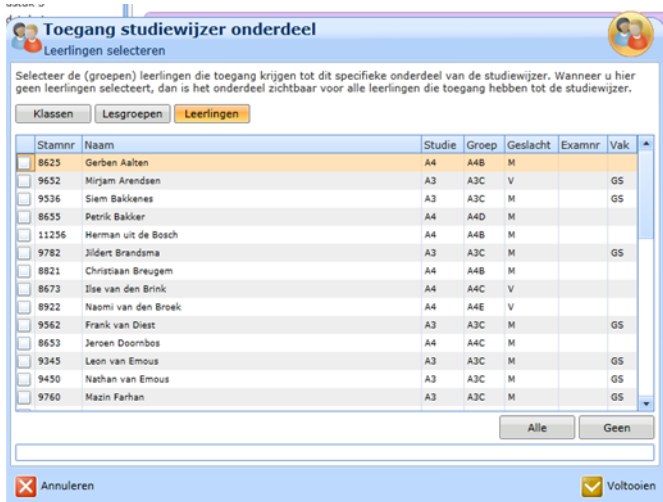 Toegang studiewijzer onderdeel
Leerlingen selecteren
Selecteer de (groepen) leerlingen die toegang krijgen tot dit specifieke onderdeel van de studiewijzer. Wanneer u hier
geen leerlingen selecteert, dan is het onderdeel zichtbaar voor alle leerlingen die toegang hebben tot de studiewijzer.
Klassen Lesgroepen Leerlingen
Stamnr Naam Studie Groep Geslacht Examnr Vak
8625 Gerben Aalten A4 A4B M
9652 Mirjam Arendsen A3 A3C V GS
9536 Siem Bakkenes A3 A3C M GS
8655 Petrik Bakker A4 A4D M
11256 Herman uit de Bosch A4 A4B M
9782 Jildert Brandsma A3 A3C M GS
8821 Christiaan Breugem A4 A4B M
8673 Ilse van den Brink A4 A4C V
8922 Naomi van den Broek A4 A4E V
9562 Frank van Diest A3 A3C M GS
8653 Jeroen Doornbos A4 A4C M
9345 Leon van Emous A3 A3C M GS
9450 Nathan van Emous A3 A3C M GS
9760 Mazin Farhan A3 A3C M GS
Alle Geen
Annuleren Voltooien